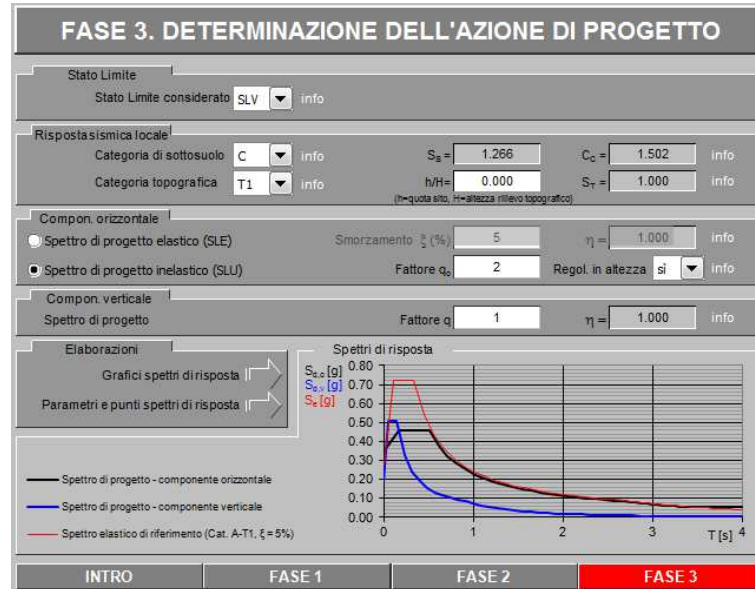 FASE 3. DETERMINAZIONE DELL'AZIONE DI PROGETTO
Stato Limite
Stato Limite considerato SLV info
Risposta sismica locale
Categoria di sottosuolo C info SS = 1.266 CC = 1.502 info
Categoria topografica T1 info h/H= 0.000 ST = 1.000 info
(h=quota sito, H=altezza rilievo topografico)
Compon. orizzontale
Spettro di progetto elastico (SLE) Smorzamento ξ (%) 5 η = 1.000 info
Spettro di progetto inelastico (SLU) Fattore qo 2 Regol. in altezza sì info
Compon. verticale
Spettro di progetto Fattore q 1 η = 1.000 info
Elaborazioni
Grafici spettri di risposta
Parametri e punti spettri di risposta
Spettri di risposta
Sd,o [g]
Sd,v [g]
Se [g]
0.80
0.70
0.60
0.50
0.40
0.30
0.20
0.10
0.00
0 1 2 3 4
T [s]
Spettro di progetto - componente orizzontale
Spettro di progetto - componente verticale
Spettro elastico di riferimento (Cat. A-T1, ξ = 5%)
INTRO FASE 1 FASE 2 FASE 3